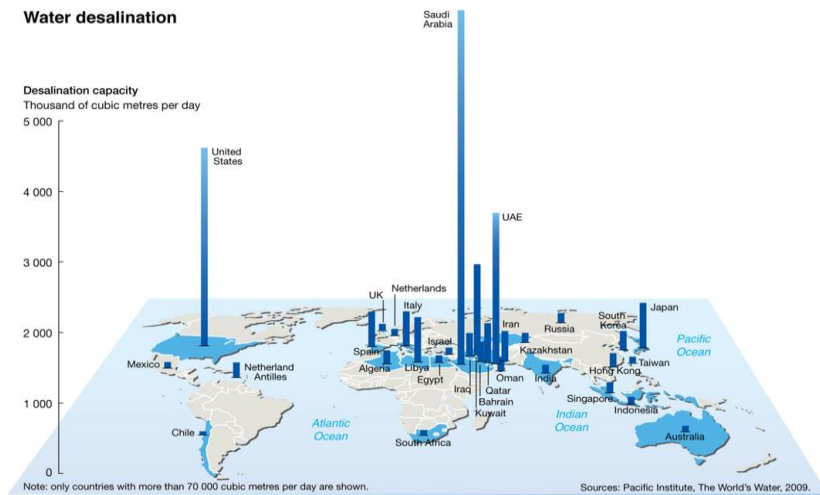 Water desalination
Saudi
Arabia
Desalination capacity
Thousand of cubic metres per day
5 000
United
States
4 000
UAE
3 000
Netherlands
UK
Italy
Japan
Iran
Russia
South
Korea
2 000
Israel
Pacific
Ocean
Spain
Kazakhstan
Mexico
Netherland
Antilles
Algeria
Libya
Taiwan
Hong Kong
Egypt
Oman
India
Iraq
Qatar
Singapore
Bahrain
Kuwait
Indonesia
1 000
Atlantic
Ocean
Indian
Ocean
Chile
South Africa
Australia
0
Note: only countries with more than 70 000 cubic metres per day are shown.
Sources: Pacific Institute, The World's Water, 2009.